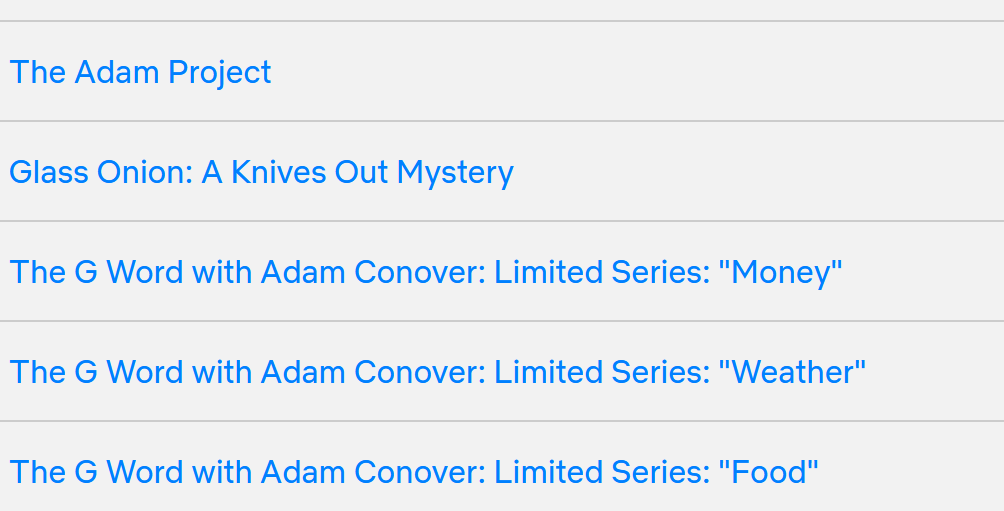 The Adam Project
Glass Onion: A Knives Out Mystery
The G Word with Adam Conover: Limited Series: "Money"
The G Word with Adam Conover: Limited Series: "Weather"
The G Word with Adam Conover: Limited Series: "Food"